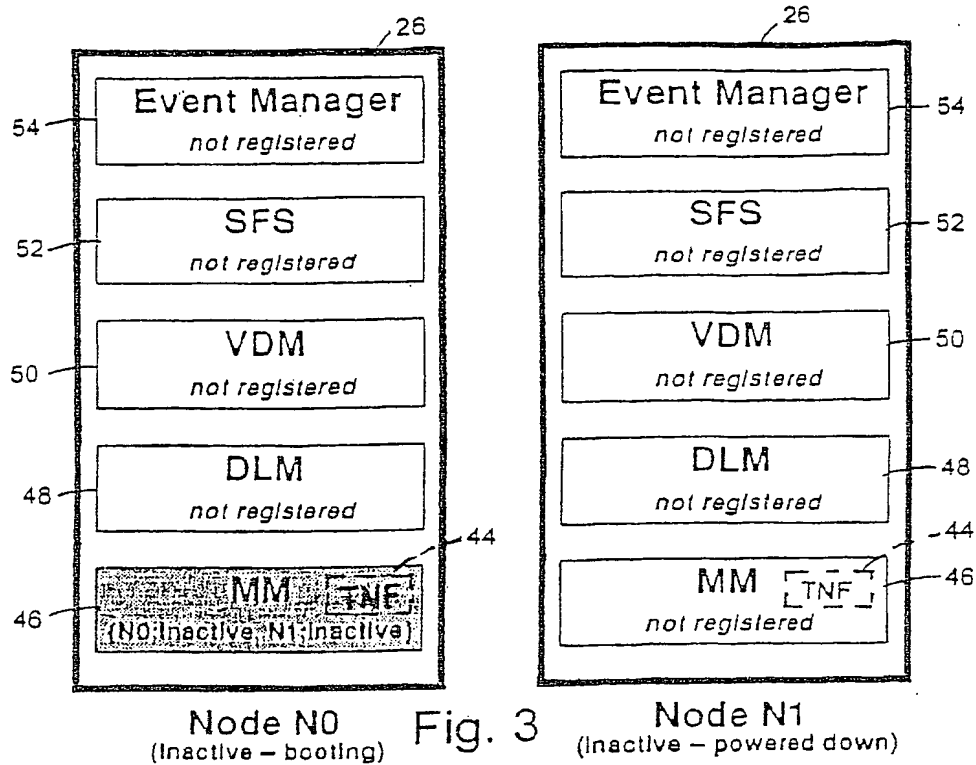 26
Event Manager
not registered
54
SFS
not registered
52
VDM
not registered
50
DLM
not registered
48
44
MM
TNF
{N0;Inactive, N1;Inactive}
46
Node N0
(Inactive – booting)
Fig. 3
26
Event Manager
not registered
54
SFS
not registered
52
VDM
not registered
50
DLM
not registered
48
44
MM
TNF
not registered
46
Node N1
(Inactive – powered down)